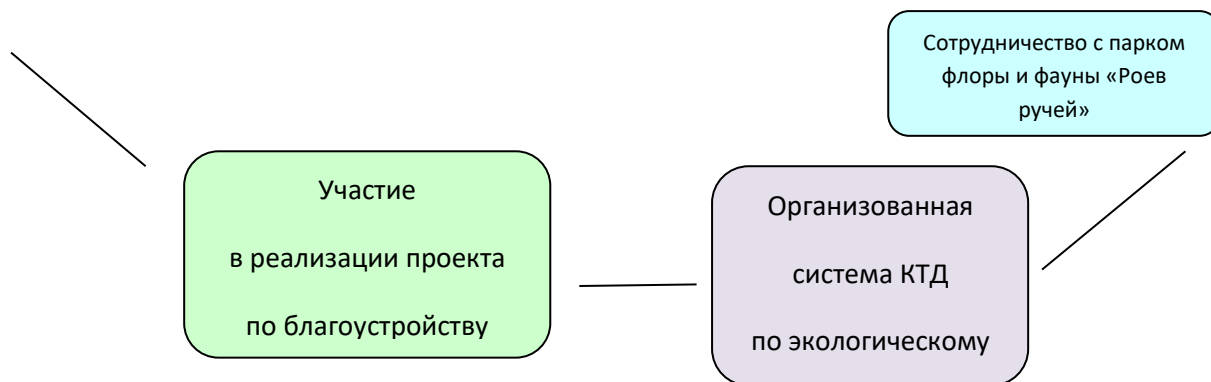 Сотрудничество с парком
флоры и фауны «Роев
ручей»
Участие
в реализации проекта
по благоустройству
Организованная
система КТД
по экологическому